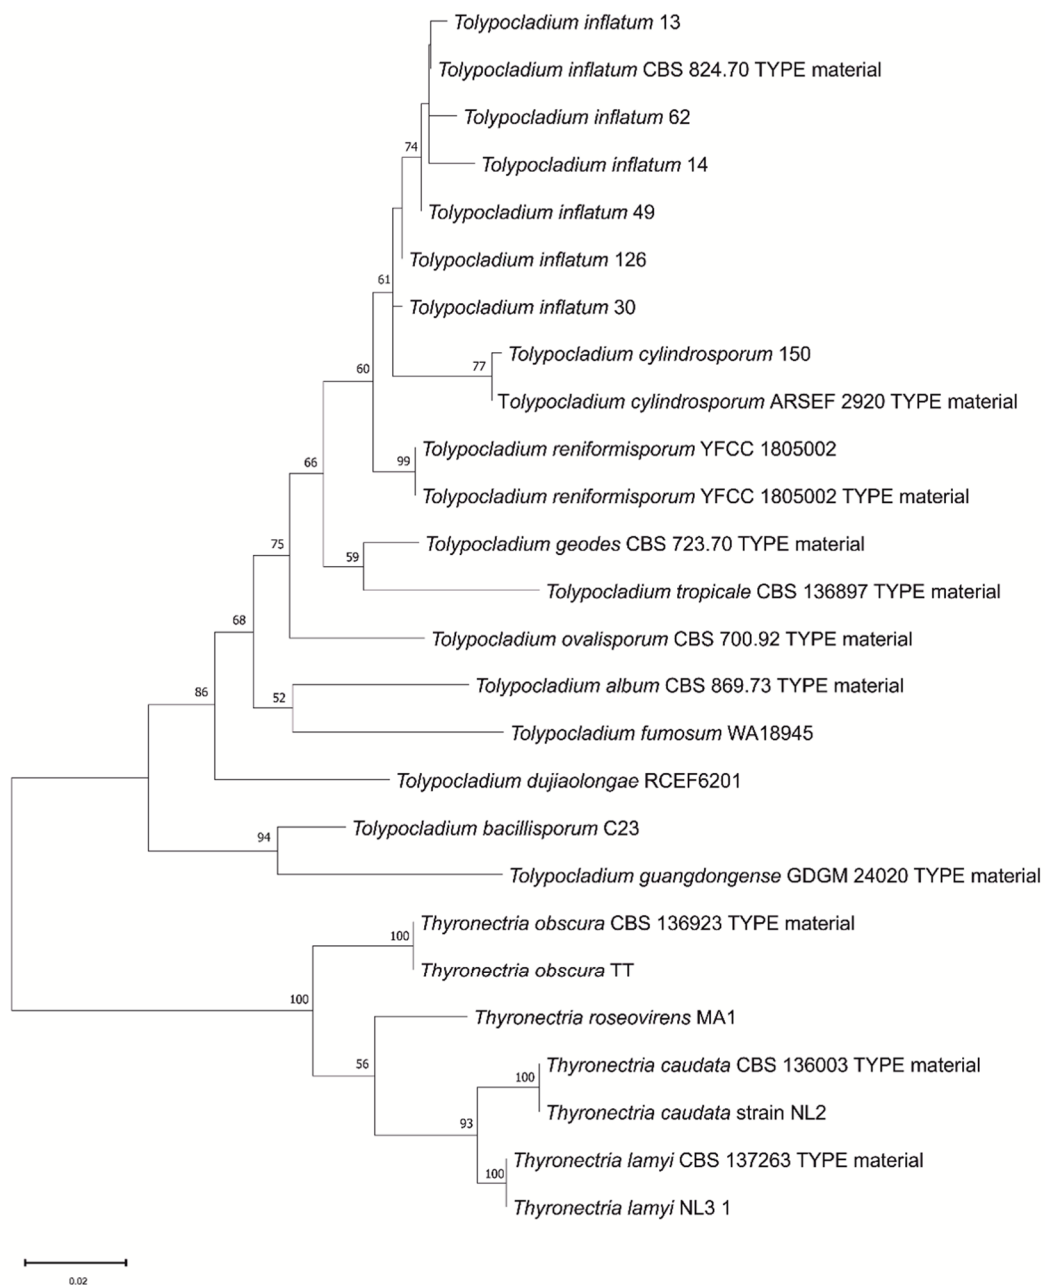 Tolypocladium inflatum 13
Tolypocladium inflatum CBS 824.70 TYPE material
Tolypocladium inflatum 62
74
Tolypocladium inflatum 14
Tolypocladium inflatum 49
Tolypocladium inflatum 126
61
Tolypocladium inflatum 30
Tolypocladium cylindrosporum 150
60
77
Tolypocladium cylindrosporum ARSEF 2920 TYPE material
Tolypocladium reniformisporum YFCC 1805002
66
99
Tolypocladium reniformisporum YFCC 1805002 TYPE material
75
Tolypocladium geodes CBS 723.70 TYPE material
59
Tolypocladium tropicale CBS 136897 TYPE material
68
Tolypocladium ovalisporum CBS 700.92 TYPE material
86
Tolypocladium album CBS 869.73 TYPE material
52
Tolypocladium fumosum WA18945
Tolypocladium dujiaolongae RCEF6201
Tolypocladium bacillisporum C23
94
Tolypocladium guangdongense GDGM 24020 TYPE material
Thyronectria obscura CBS 136923 TYPE material
100
Thyronectria obscura TT
100
Thyronectria roseovirens MA1
56
Thyronectria caudata CBS 136003 TYPE material
100
Thyronectria caudata strain NL2
93
Thyronectria lamyi CBS 137263 TYPE material
100
Thyronectria lamyi NL3 1
0.02